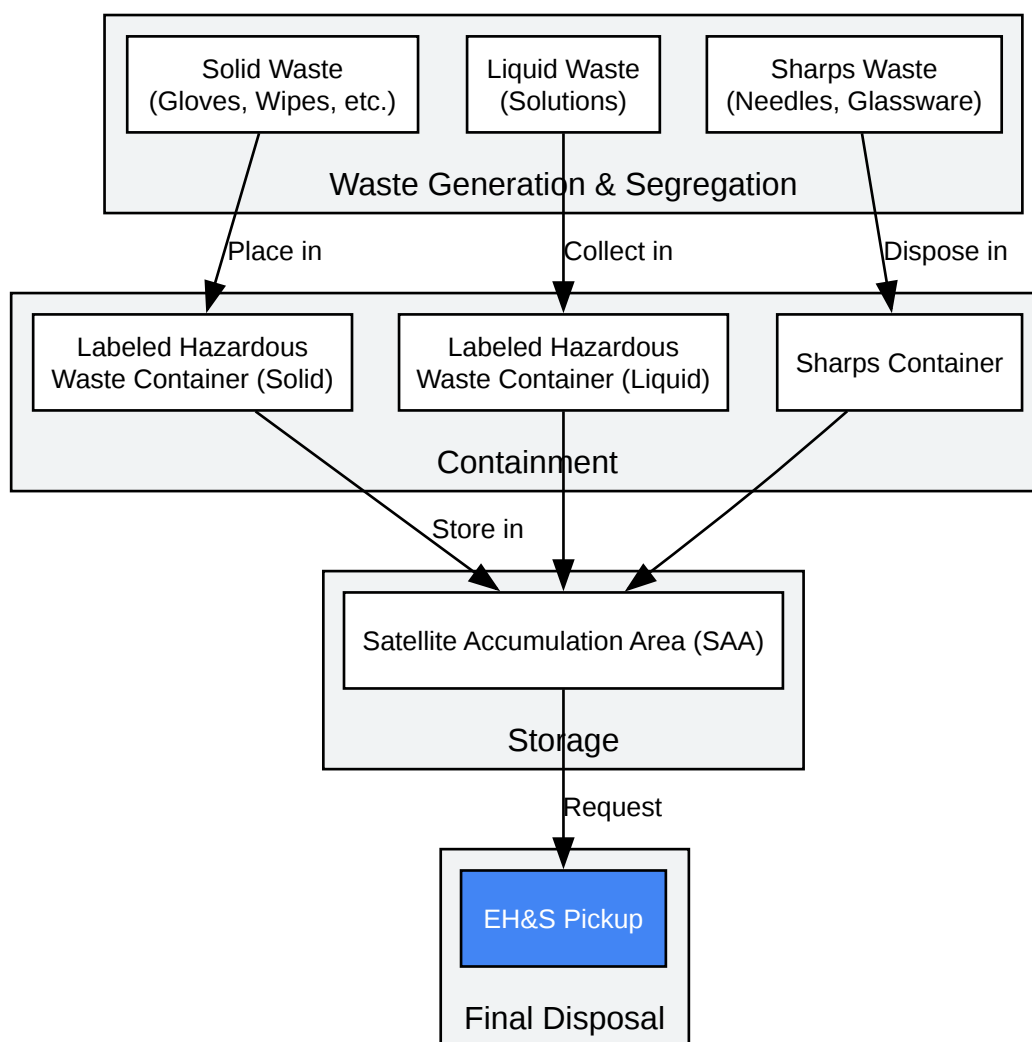 Solid Waste
(Gloves, Wipes, etc.)
Liquid Waste
(Solutions)
Sharps Waste
(Needles, Glassware)
Waste Generation & Segregation
Place in
Collect in
Dispose in
Labeled Hazardous
Waste Container (Solid)
Labeled Hazardous
Waste Container (Liquid)
Sharps Container
Containment
Store in
Satellite Accumulation Area (SAA)
Storage
Request
EH&S Pickup
Final Disposal